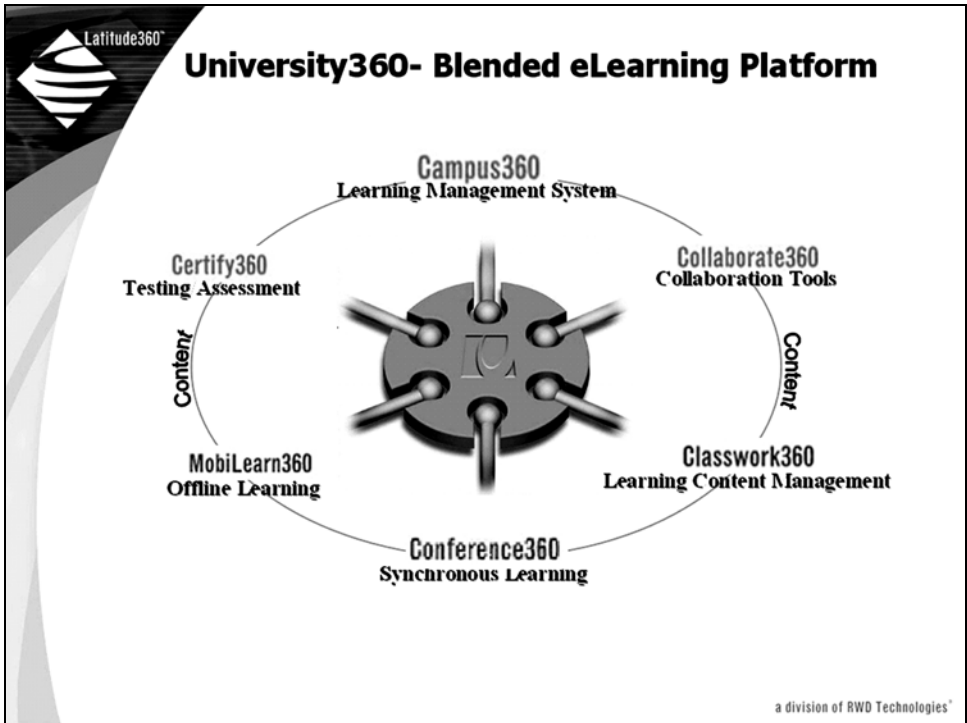 Latitude360™
University360- Blended eLearning Platform
Campus360
Learning Management System
Certify360
Testing Assessment
Collaborate360
Collaboration Tools
Content
Content
MobiLearn360
Offline Learning
Classwork360
Learning Content Management
Conference360
Synchronous Learning
a division of RWD Technologies®